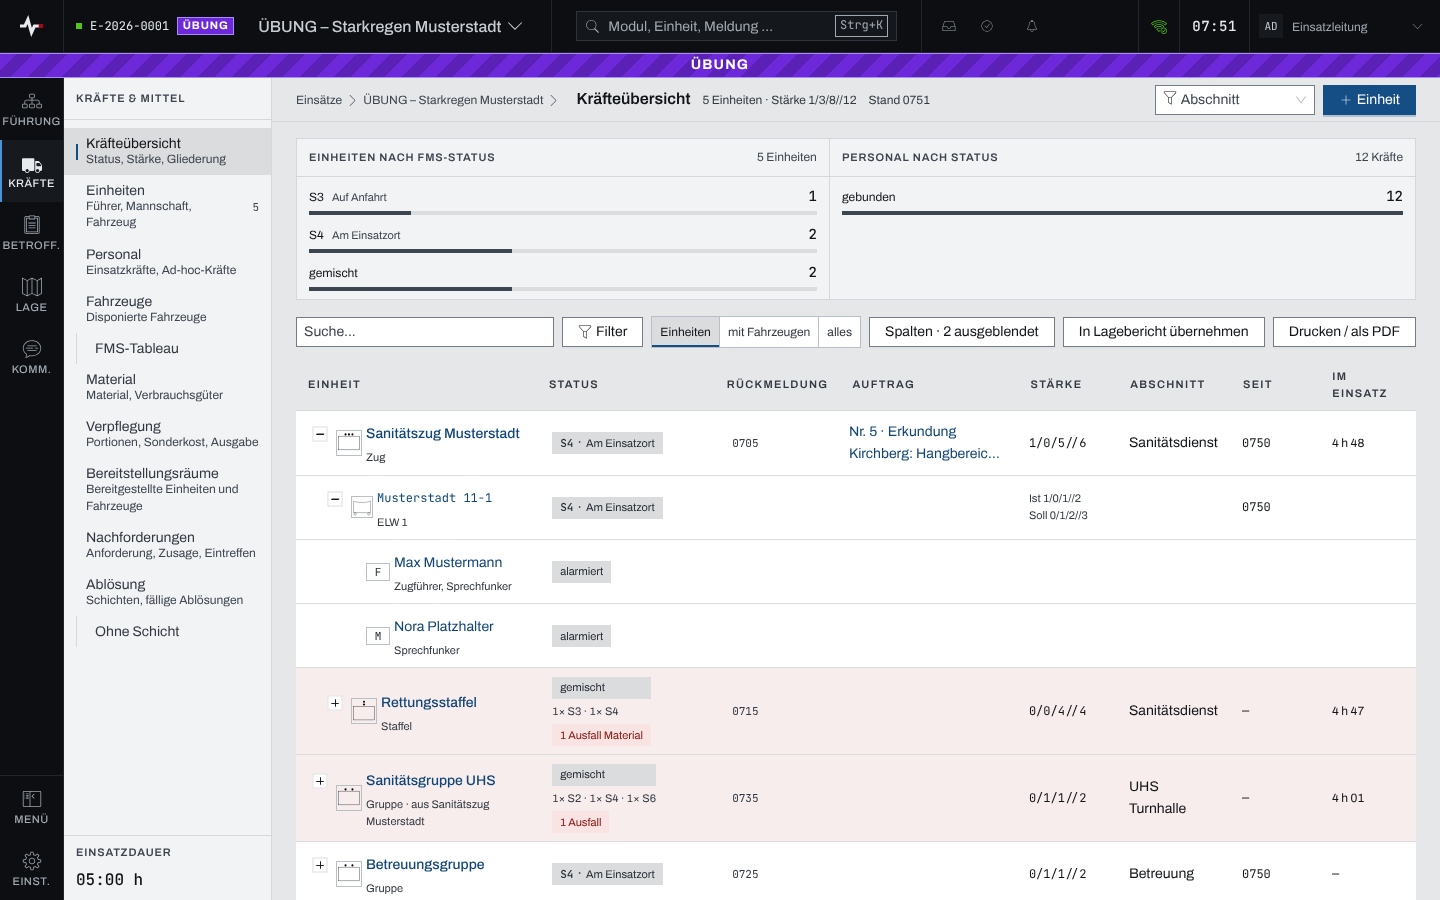 E-2026-0001 ÜBUNG
ÜBUNG – Starkregen Musterstadt
Modul, Einheit, Meldung ... Strg+K
07:51
AD Einsatzleitung
ÜBUNG
FÜHRUNG
KRÄFTE
BETROFF.
LAGE
KOMM.
MENÜ
EINST.
KRÄFTE & MITTEL
Kräfteübersicht
Status, Stärke, Gliederung
Einheiten
Führer, Mannschaft, 5
Fahrzeug
Personal
Einsatzkräfte, Ad-hoc-Kräfte
Fahrzeuge
Disponierte Fahrzeuge
FMS-Tableau
Material
Material, Verbrauchsgüter
Verpflegung
Portionen, Sonderkost, Ausgabe
Bereitstellungsräume
Bereitgestellte Einheiten und
Fahrzeuge
Nachforderungen
Anforderung, Zusage, Eintreffen
Ablösung
Schichten, fällige Ablösungen
Ohne Schicht
EINSATZDAUER
05:00 h
Einsätze ÜBUNG – Starkregen Musterstadt Kräfteübersicht 5 Einheiten · Stärke 1/3/8//12 Stand 0751
Abschnitt
+ Einheit
EINHEITEN NACH FMS-STATUS 5 Einheiten
S3 Auf Anfahrt 1
S4 Am Einsatzort 2
gemischt 2
PERSONAL NACH STATUS 12 Kräfte
gebunden 12
Suche... Filter Einheiten mit Fahrzeugen alles Spalten · 2 ausgeblendet In Lagebericht übernehmen Drucken / als PDF
EINHEIT STATUS RÜCKMELDUNG AUFTRAG STÄRKE ABSCHNITT SEIT IM
EINSATZ
Sanitätszug Musterstadt
Zug
S4 · Am Einsatzort 0705
Nr. 5 · Erkundung
Kirchberg: Hangbereic...
1/0/5//6 Sanitätsdienst 0750 4 h 48
Musterstadt 11-1
ELW 1
S4 · Am Einsatzort
Ist 1/0/1//2
Soll 0/1/2//3
0750
F Max Mustermann
Zugführer, Sprechfunker
alarmiert
M Nora Platzhalter
Sprechfunker
alarmiert
Rettungsstaffel
Staffel
gemischt
1× S3 · 1× S4
1 Ausfall Material
0715 0/0/4//4 Sanitätsdienst – 4 h 47
Sanitätsgruppe UHS
Gruppe · aus Sanitätszug
Musterstadt
gemischt
1× S2 · 1× S4 · 1× S6
1 Ausfall
0735 0/1/1//2
UHS
Turnhalle
– 4 h 01
Betreuungsgruppe
Gruppe
S4 · Am Einsatzort 0725 0/1/1//2 Betreuung 0750 –